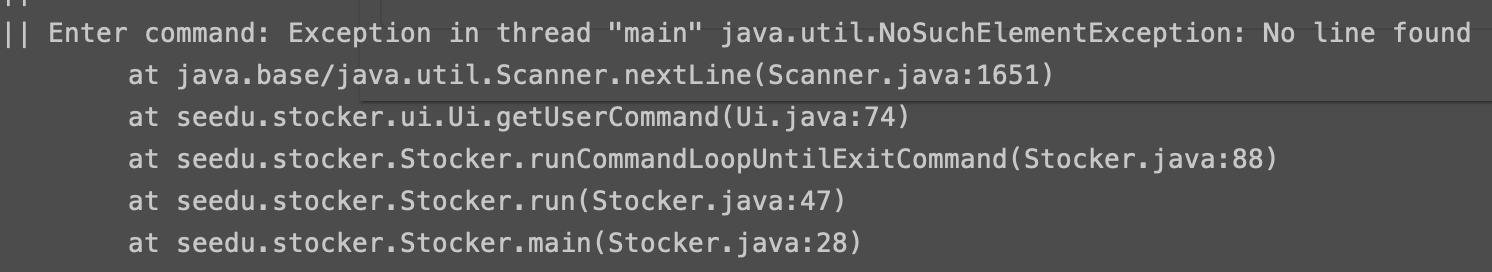 || Enter command: Exception in thread "main" java.util.NoSuchElementException: No line found
at java.base/java.util.Scanner.nextLine(Scanner.java:1651)
at seedu.stocker.ui.Ui.getUserCommand(Ui.java:74)
at seedu.stocker.Stocker.runCommandLoopUntilExitCommand(Stocker.java:88)
at seedu.stocker.Stocker.run(Stocker.java:47)
at seedu.stocker.Stocker.main(Stocker.java:28)